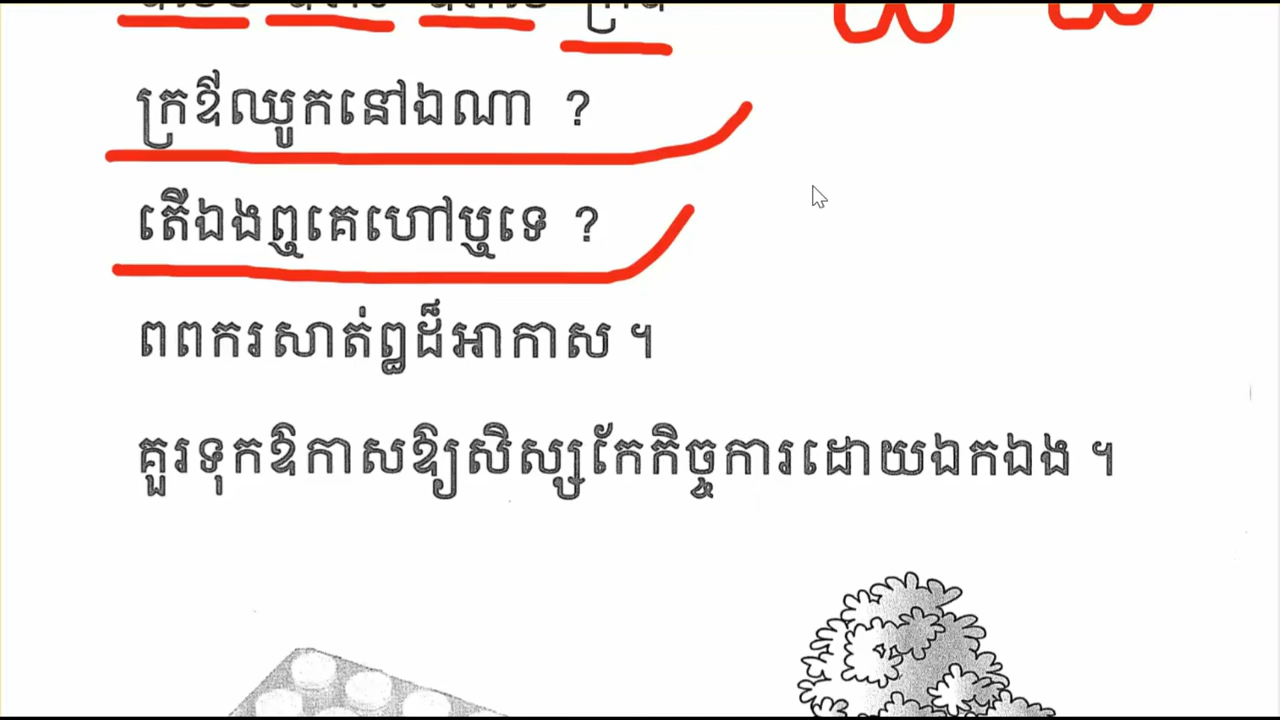 ក្រឱីឈូកនៅឯណា ?
តើឯងឮគេហៅឬទេ ?
ពពករសាត់ឰដ៏អាកាស ។
គួរទុកឱកាសឱ្យសិស្សកែកិច្ចការដោយឯកឯង ។